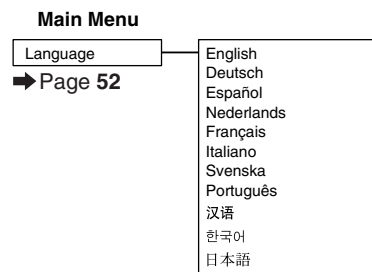 Main Menu
Language
➡ Page 52
English
Deutsch
Español
Nederlands
Français
Italiano
Svenska
Português
汉语
한국어
日本語